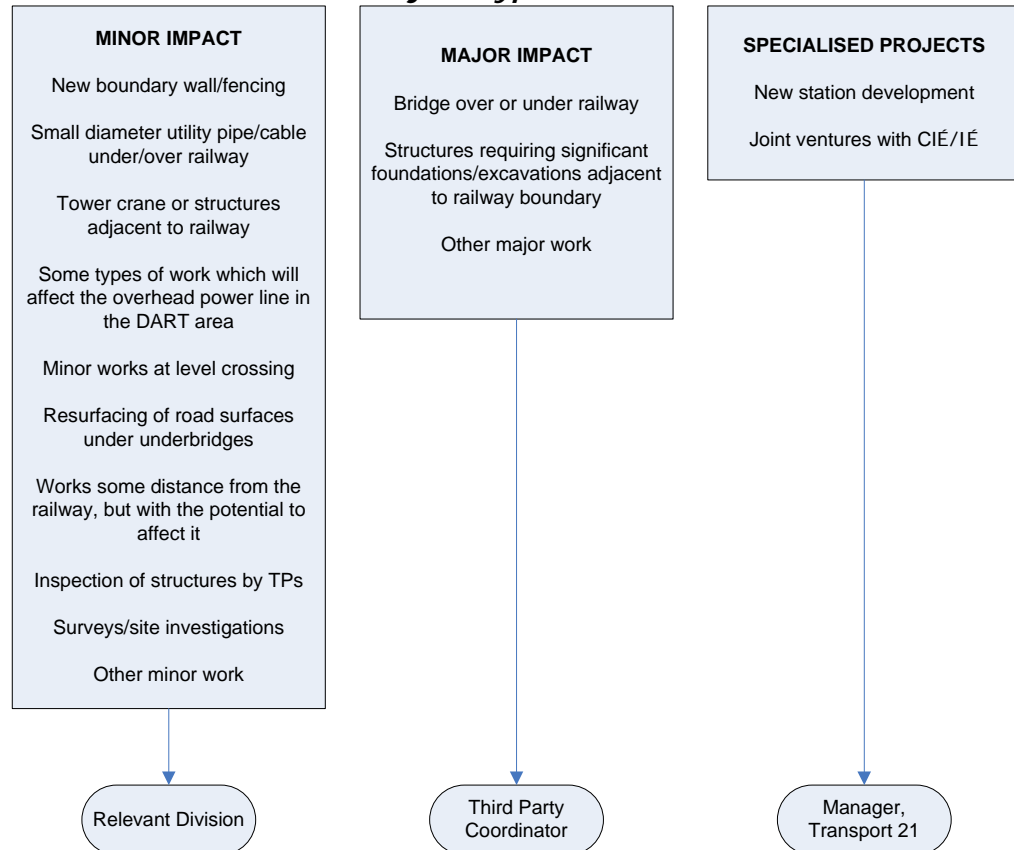 MINOR IMPACT
New boundary wall/fencing
Small diameter utility pipe/cable
under/over railway
Tower crane or structures
adjacent to railway
Some types of work which will
affect the overhead power line in
the DART area
Minor works at level crossing
Resurfacing of road surfaces
under underbridges
Works some distance from the
railway, but with the potential to
affect it
Inspection of structures by TPs
Surveys/site investigations
Other minor work
Relevant Division
MAJOR IMPACT
Bridge over or under railway
Structures requiring significant
foundations/excavations adjacent
to railway boundary
Other major work
Third Party
Coordinator
SPECIALISED PROJECTS
New station development
Joint ventures with CIÉ/IÉ
Manager,
Transport 21